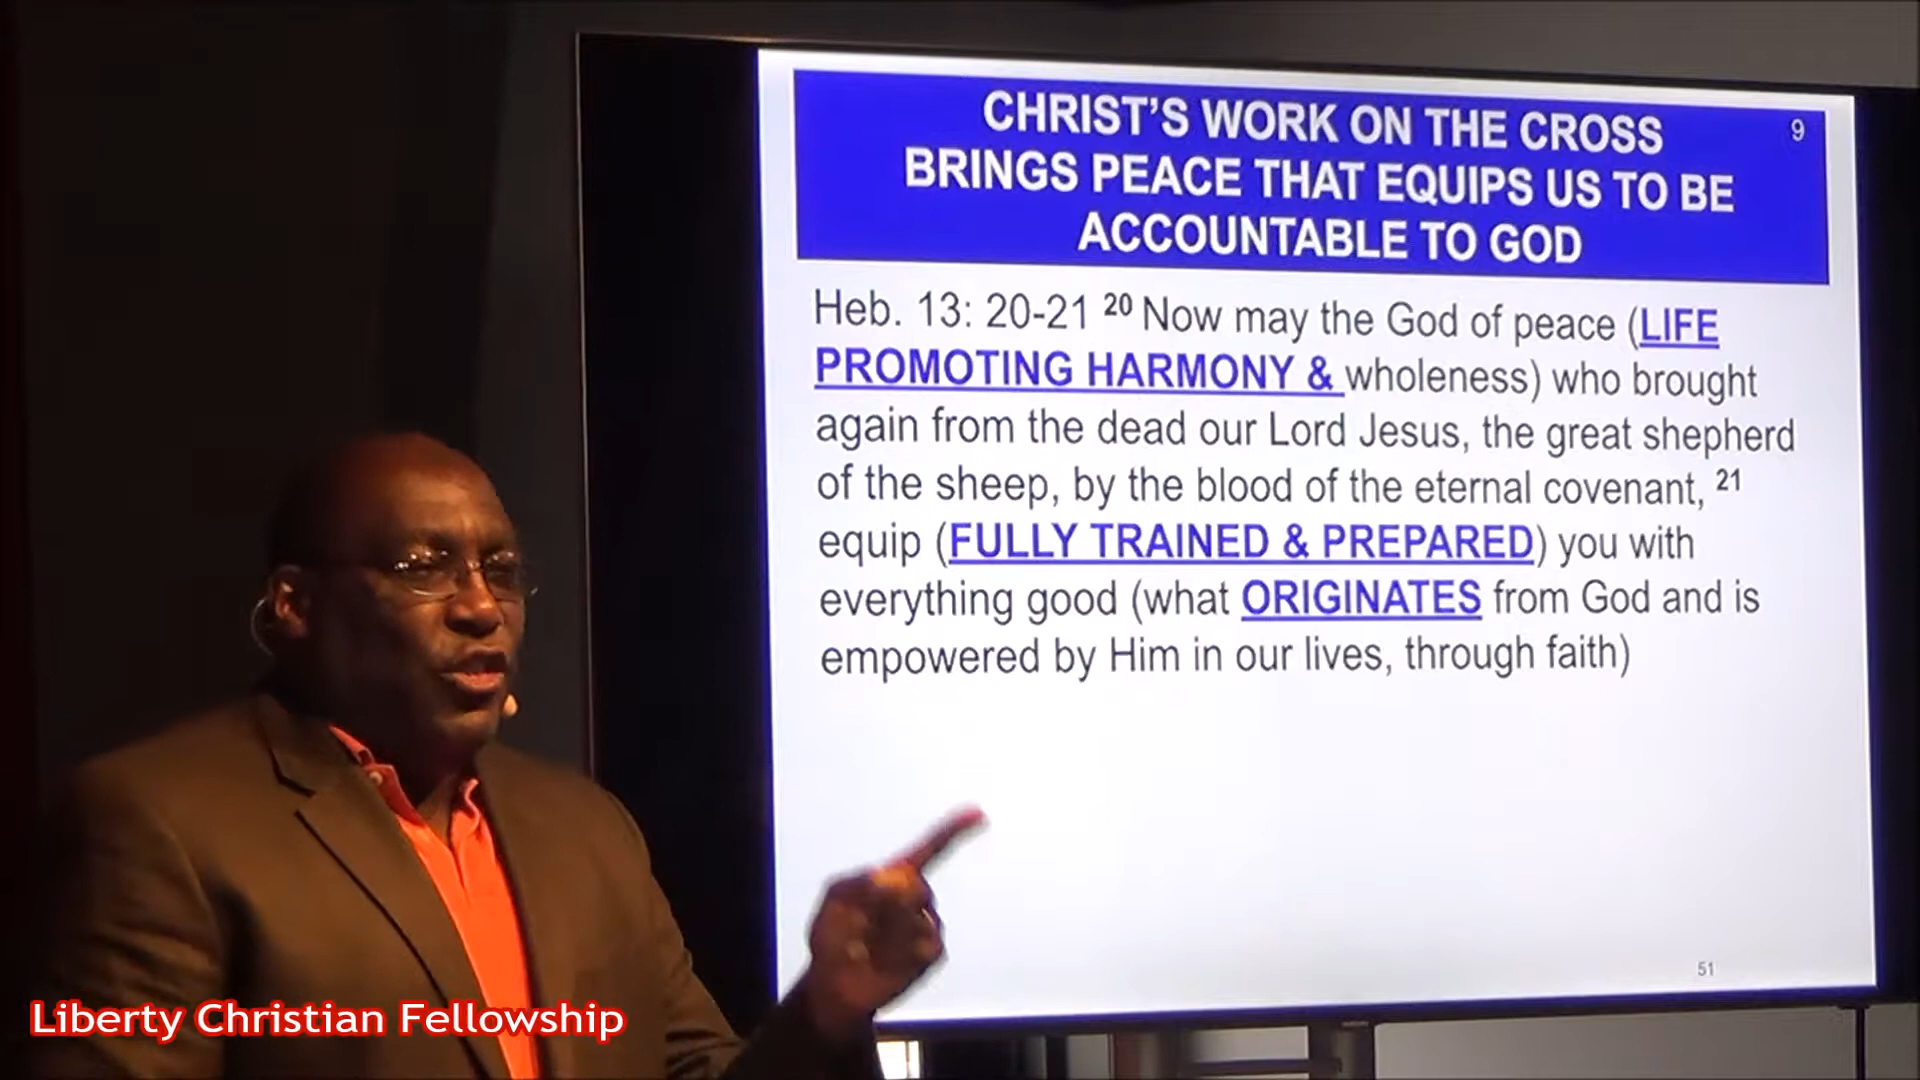 CHRIST'S WORK ON THE CROSS
9
BRINGS PEACE THAT EQUIPS US TO BE
ACCOUNTABLE TO GOD
Heb. 13: 20-21 20 Now may the God of peace (LIFE
PROMOTING HARMONY & wholeness) who brought
again from the dead our Lord Jesus, the great shepherd
of the sheep, by the blood of the eternal covenant, 21
equip (FULLY TRAINED & PREPARED) you with
everything good (what ORIGINATES from God and is
empowered by Him in our lives, through faith)
51
Liberty Christian Fellowship